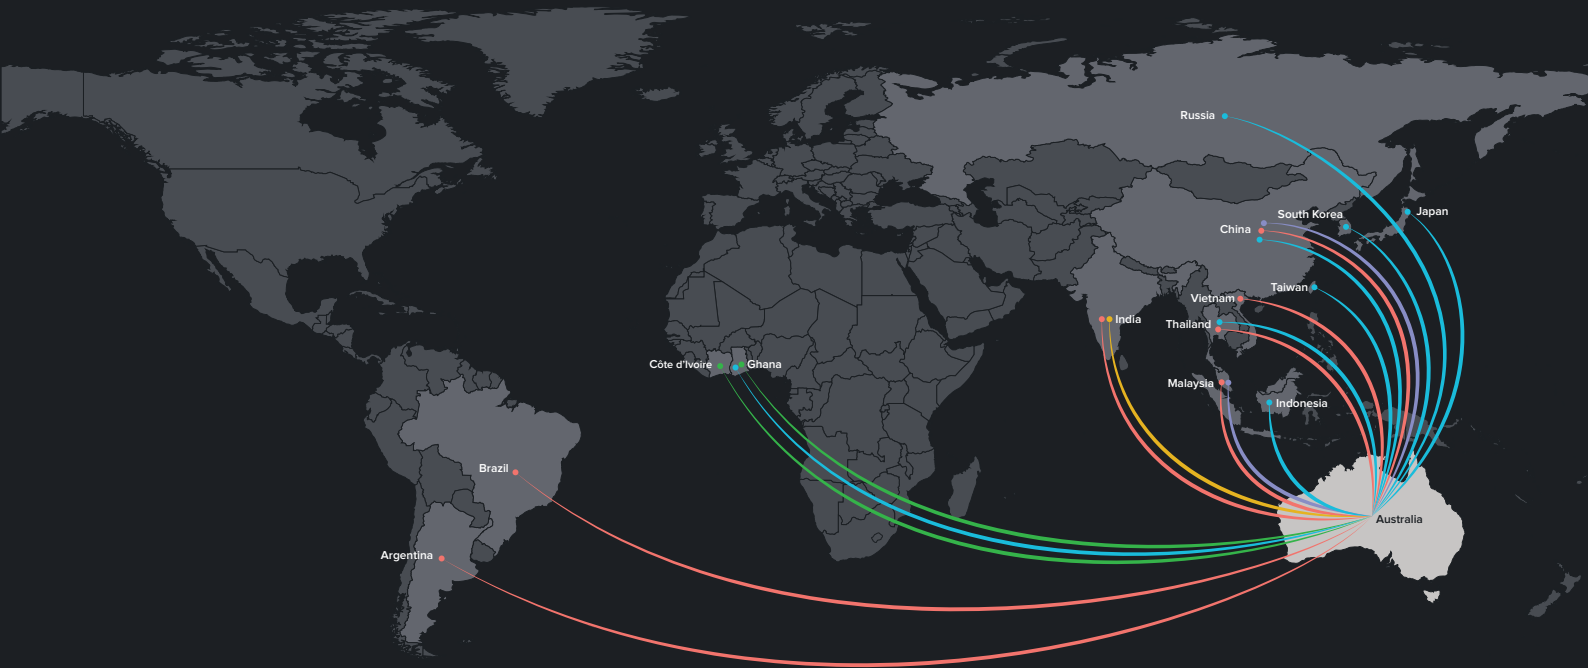 Russia
South Korea
Japan
China
Taiwan
Vietnam
India
Thailand
Côte d'Ivoire
Ghana
Malaysia
Indonesia
Brazil
Australia
Argentina